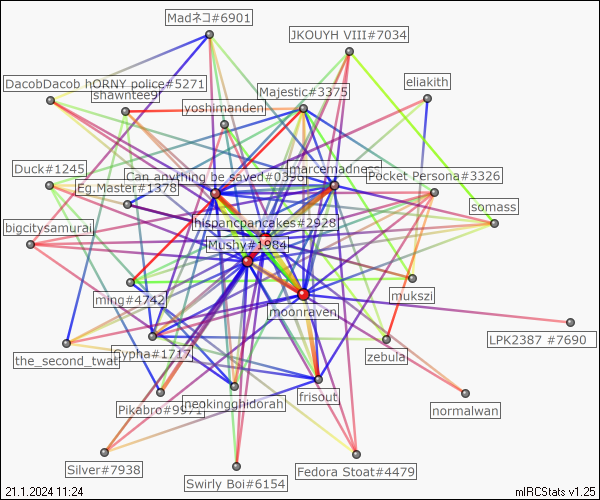 Madネコ#6901
JKOUYH VIII#7034
DacobDacob hORNY police#5271
eliakith
shawntee9
Majestic#3375
yoshimanden
Duck#1245
marcemadness
Can anything be saved#0398
Pocket Persona#3326
Eg.Master#1378
somass
bigcitysamurai
hispancpancakes#2928
Mushy#1984
ming#4742
mukszi
moonraven
LPK2387 #7690
the_second_twat
Cypha#1717
zebula
Pikabro#9971
neokingghidorah
frisout
normalwan
Silver#7938
Swirly Boi#6154
Fedora Stoat#4479
21.1.2024 11:24
mIRCStats v1.25